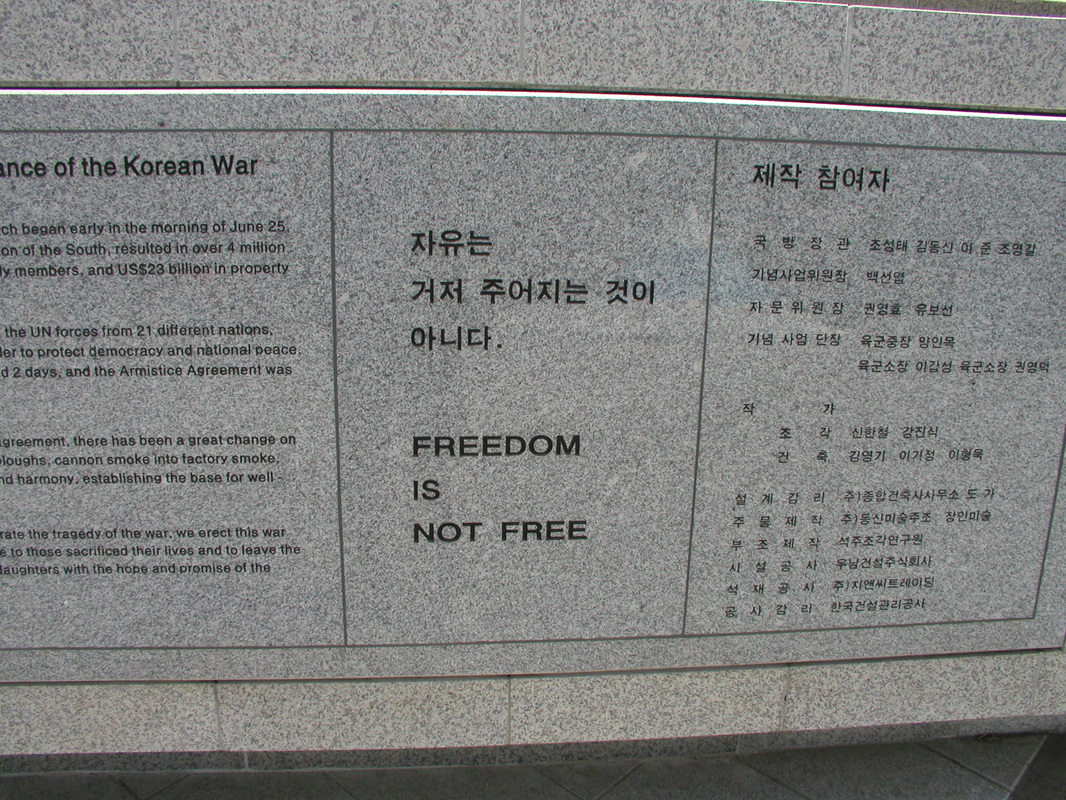 ance of the Korean War
ch began early in the morning of June 25,
on of the South, resulted in over 4 million
ly members, and US$23 billion in property
the UN forces from 21 different nations,
der to protect democracy and national peace.
d 2 days, and the Armistice Agreement was
greement, there has been a great change on
ploughs, cannon smoke into factory smoke,
nd harmony, establishing the base for well -
rate the tragedy of the war, we erect this war
e to those sacrificed their lives and to leave the
daughters with the hope and promise of the
자유는
거저 주어지는 것이
아니다.
FREEDOM
IS
NOT FREE
제작 참여자
국 방 장 관 조성태 김동신 이 준 조영길
기념사업위원장 백선엽
자 문 위 원 장 권영효 유보선
기념 사업 단장 육군중장 양인목
육군소장 이갑성 육군소장 권영덕
작 가
조 각 신한철 강진식
건 축 김영기 이기정 이형욱
설 계 감 리 주)종합건축사사무소 도 가
주 물 제 작 주)동신미술주조 장인미술
부 조 제 작 석주조각연구원
시 설 공 사 우남건설주식회사
석 재 공 사 주)지앤씨트레이딩
공 사 감 리 한국건설관리공사